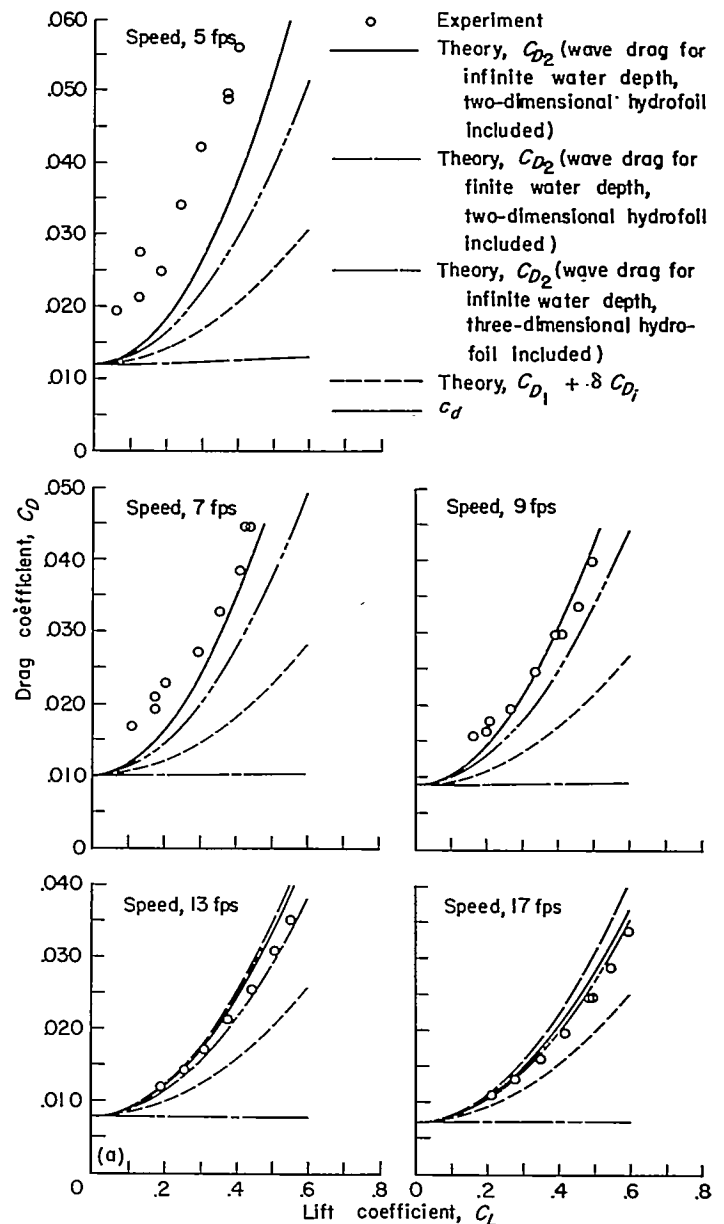 Speed, 5 fps
.060
.050
.040
.030
.020
.010
0
Experiment
Theory, C_D2 (wave drag for
infinite water depth,
two-dimensional hydrofoil
included)
Theory, C_D2 (wave drag for
finite water depth,
two-dimensional hydrofoil
included)
Theory, C_D2 (wave drag for
infinite water depth,
three-dimensional hydro-
foil included)
Theory, C_D1 + δ C_Di
c_d
Drag coëfficient, C_D
Speed, 7 fps
.050
.040
.030
.020
.010
0
Speed, 9 fps
Speed, 13 fps
.040
.030
.020
.010
0
(a)
0 .2 .4 .6 .8
Speed, 17 fps
0 .2 .4 .6 .8
Lift coefficient, C_L